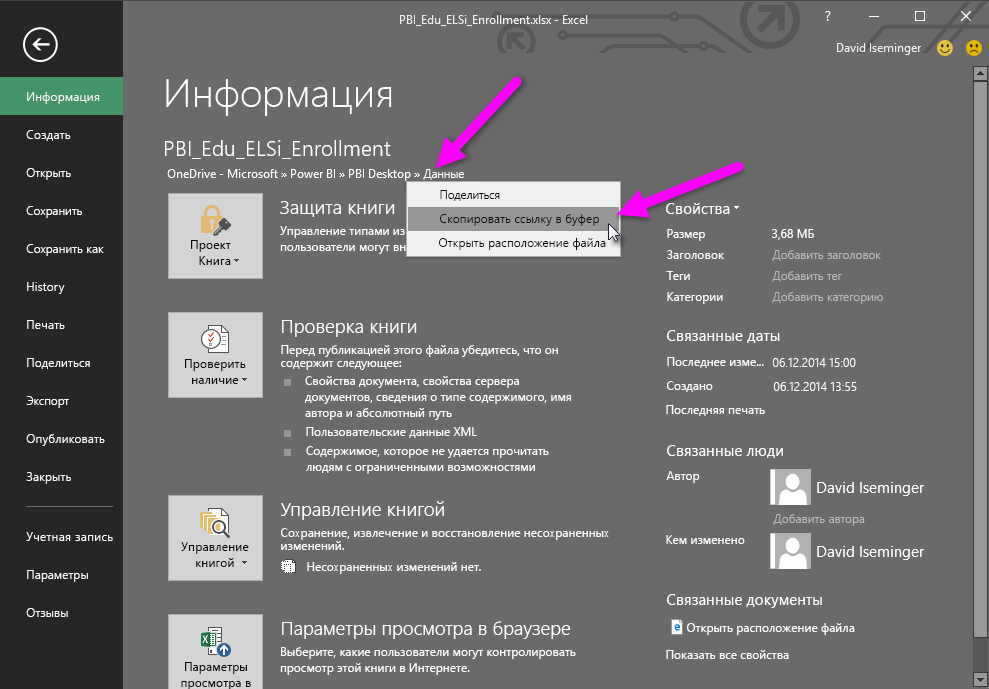 PBI_Edu_ELSi_Enrollment.xlsx - Excel
?
David Iseminger
Информация
Создать
Открыть
Сохранить
Сохранить как
History
Печать
Поделиться
Экспорт
Опубликовать
Закрыть
Учетная запись
Параметры
Отзывы
Информация
PBI_Edu_ELSi_Enrollment
OneDrive - Microsoft » Power BI » PBI Desktop » Данные
Поделиться
Скопировать ссылку в буфер
Открыть расположение файла
Проект
Книга
Защита книги
Управление типами из
пользователи могут вн
Проверить
наличие
Проверка книги
Перед публикацией этого файла убедитесь, что он
содержит следующее:
Свойства документа, свойства сервера
документов, сведения о типе содержимого, имя
автора и абсолютный путь
Пользовательские данные XML
Содержимое, которое не удается прочитать
людям с ограниченными возможностями
Управление
книгой
Управление книгой
Сохранение, извлечение и восстановление несохраненных
изменений.
Несохраненных изменений нет.
Параметры
просмотра в
Параметры просмотра в браузере
Выберите, какие пользователи могут контролировать
просмотр этой книги в Интернете.
Свойства
Размер 3,68 МБ
Заголовок Добавить заголовок
Теги Добавить тег
Категории Добавить категорию
Связанные даты
Последнее изме... 06.12.2014 15:00
Создано 06.12.2014 13:55
Последняя печать
Связанные люди
Автор David Iseminger
Добавить автора
Кем изменено David Iseminger
Связанные документы
Открыть расположение файла
Показать все свойства